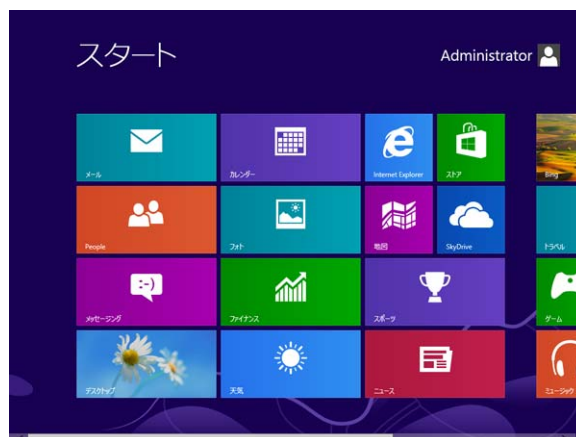 スタート
Administrator
メール
カレンダー
Internet Explorer
ストア
Bing
People
フォト
地図
SkyDrive
トラベル
:-)
メッセージング
ファイナンス
スポーツ
ゲーム
デスクトップ
天気
ニュース
ミュージック